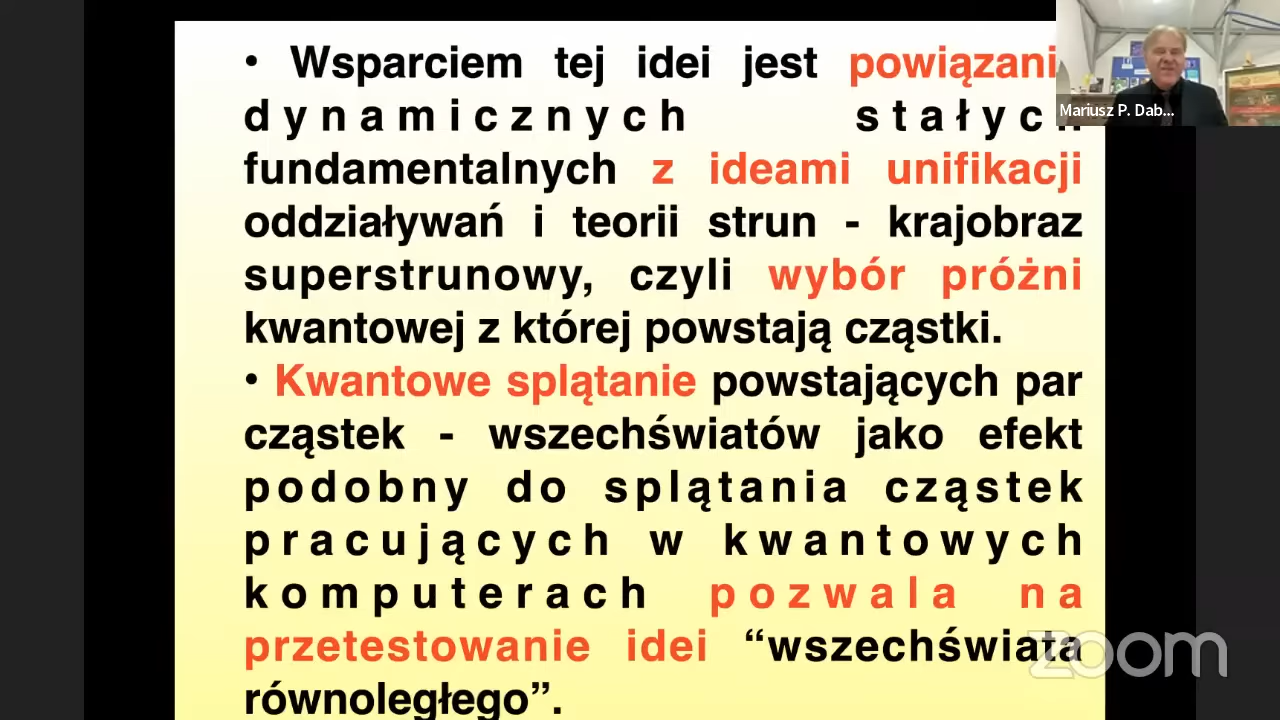 • Wsparciem tej idei jest powiązani
dynamicznych stałyc
fundamentalnych z ideami unifikacji
oddziaływań i teorii strun - krajobraz
superstrunowy, czyli wybór próżni
kwantowej z której powstają cząstki.
• Kwantowe splątanie powstających par
cząstek - wszechświatów jako efekt
podobny do splątania cząstek
pracujących w kwantowych
komputerach pozwala na
przetestowanie idei “wszechświata
równoległego”.
Mariusz P. Dab...
zoom